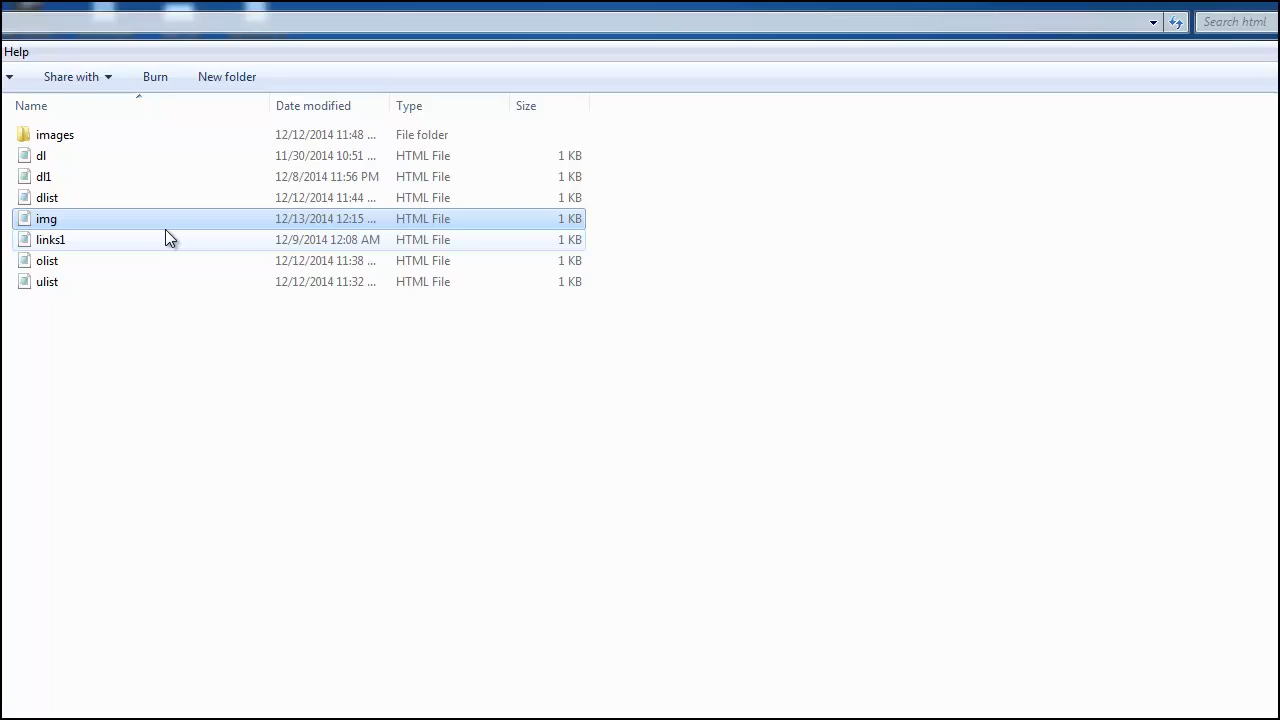 Search html
Help
Share with Burn New folder
Name Date modified Type Size
images 12/12/2014 11:48 ... File folder
dl 11/30/2014 10:51 ... HTML File 1 KB
dl1 12/8/2014 11:56 PM HTML File 1 KB
dlist 12/12/2014 11:44 ... HTML File 1 KB
img 12/13/2014 12:15 ... HTML File 1 KB
links1 12/9/2014 12:08 AM HTML File 1 KB
olist 12/12/2014 11:38 ... HTML File 1 KB
ulist 12/12/2014 11:32 ... HTML File 1 KB